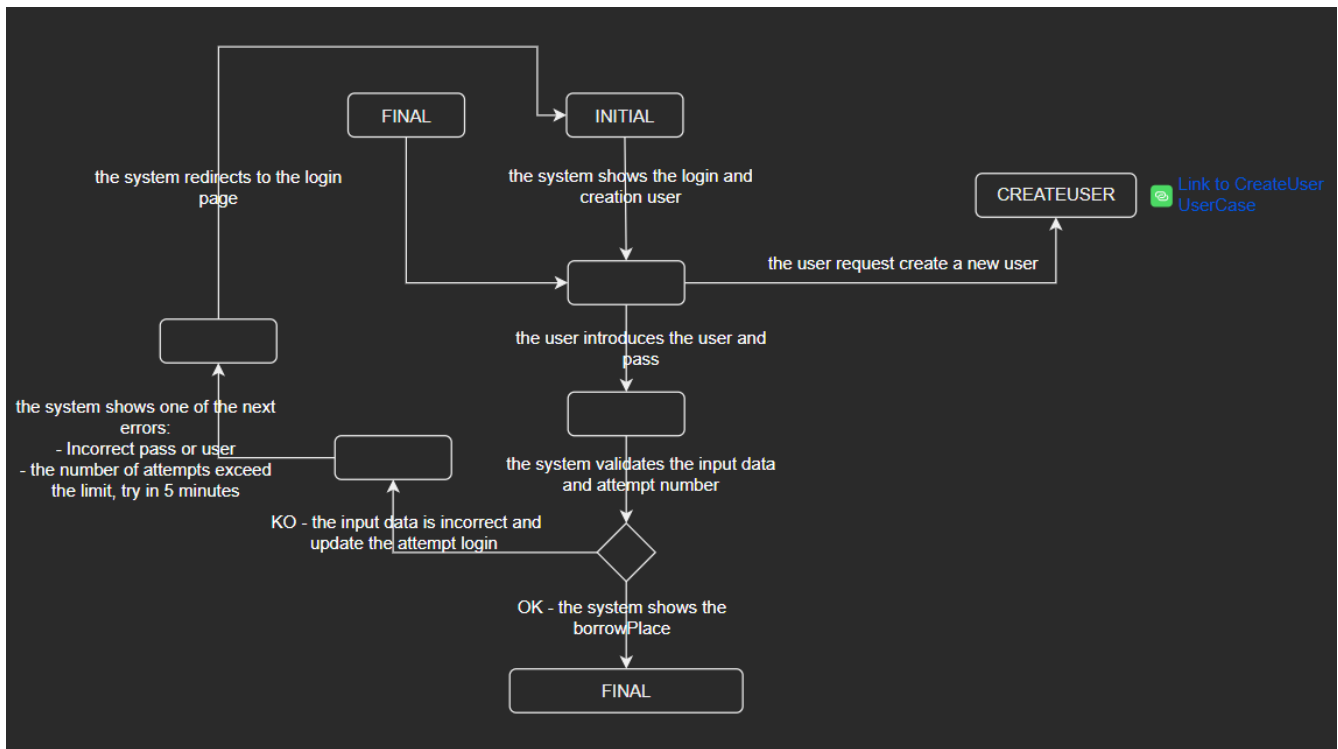 FINAL
INITIAL
the system redirects to the login
page
the system shows the login and
creation user
CREATEUSER
Link to CreateUser
UserCase
the user request create a new user
the user introduces the user and
pass
the system shows one of the next
errors:
- Incorrect pass or user
- the number of attempts exceed
the limit, try in 5 minutes
the system validates the input data
and attempt number
KO - the input data is incorrect and
update the attempt login
OK - the system shows the
borrowPlace
FINAL